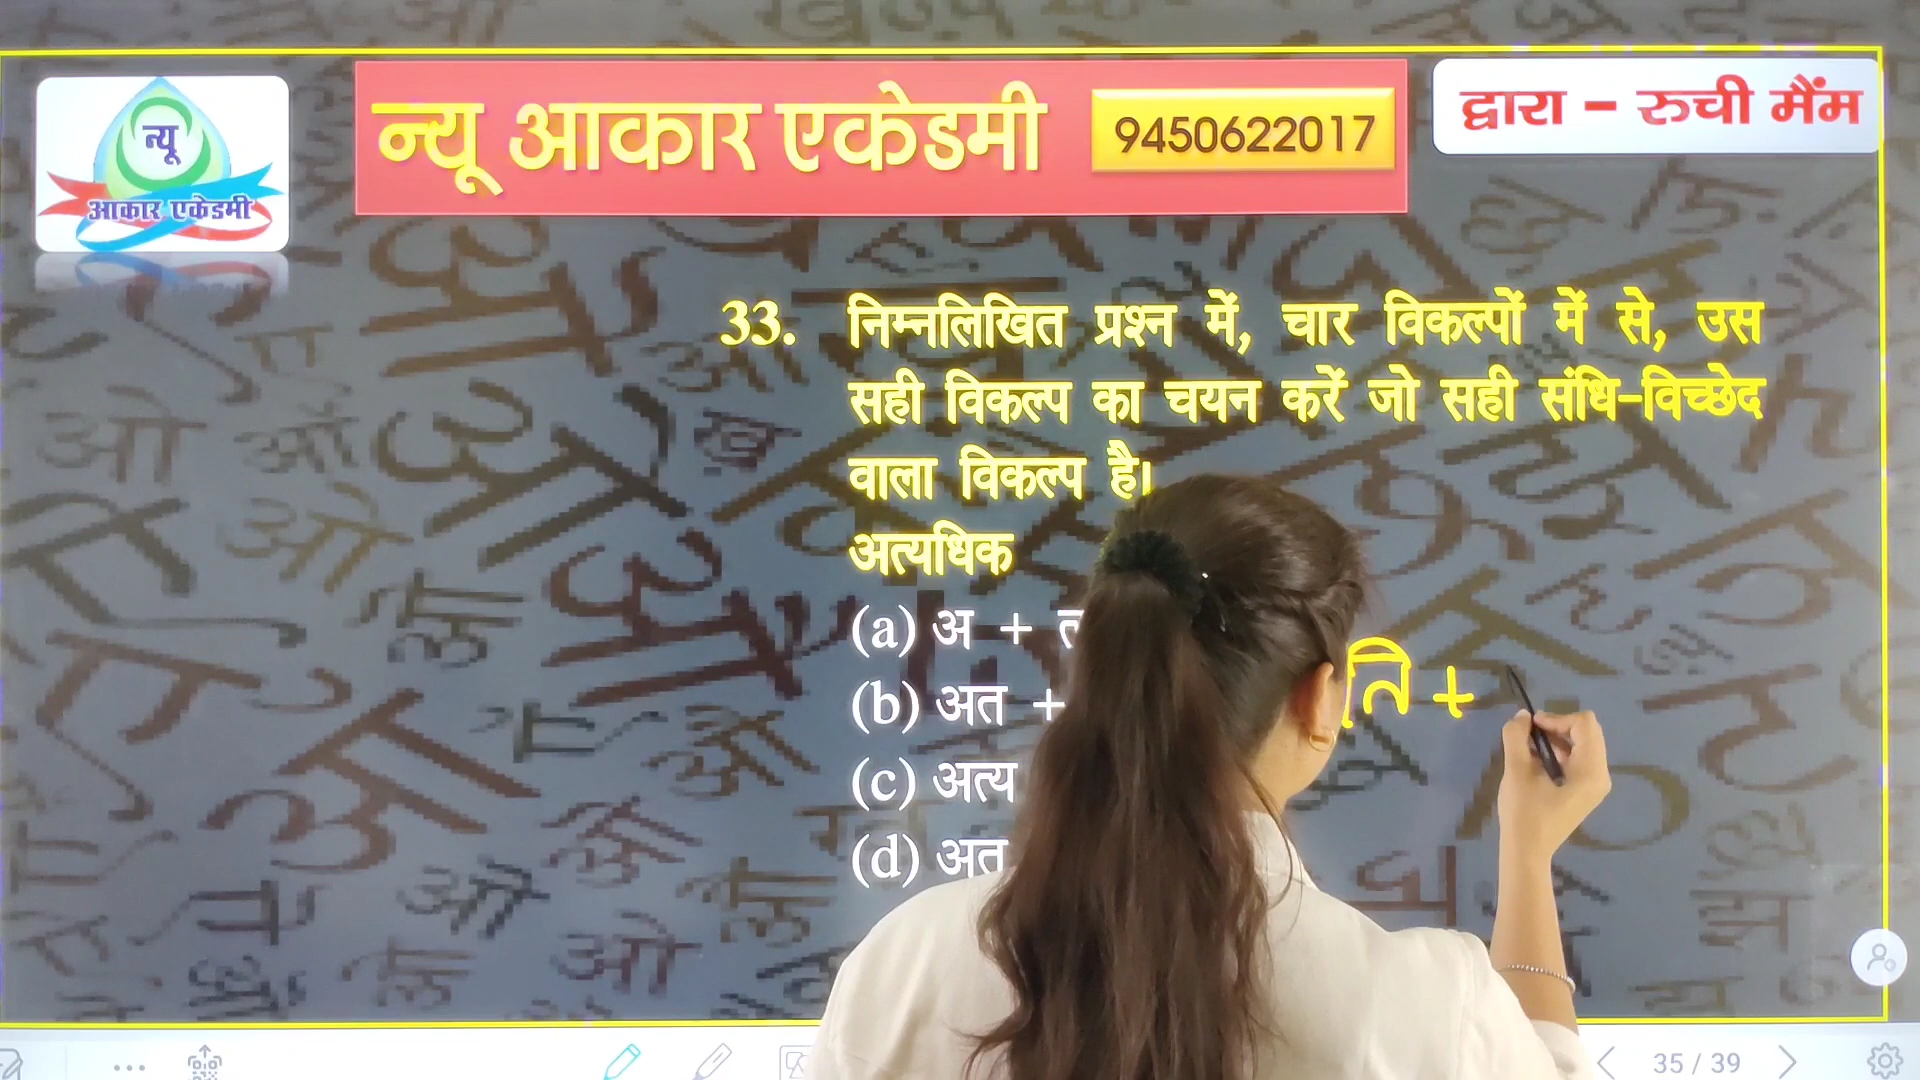 न्यू
आकार एकेडमी
न्यू आकार एकेडमी
9450622017
द्वारा – रुची मैंम
33. निम्नलिखित प्रश्न में, चार विकल्पों में से, उस
सही विकल्प का चयन करें जो सही संधि-विच्छेद
वाला विकल्प है।
अत्यधिक
(a) अ +
(b) अत +
(c) अत्य
(d) अत
ति +
35 / 39